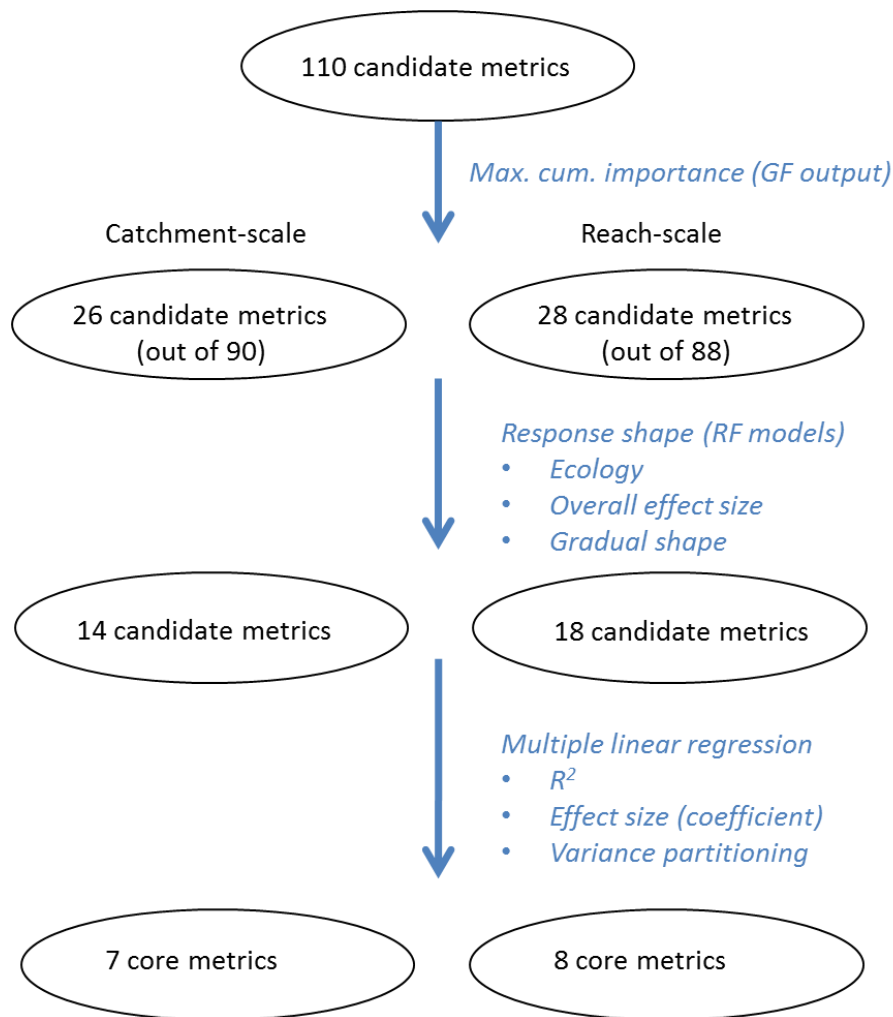 110 candidate metrics
Max. cum. importance (GF output)
Catchment-scale
Reach-scale
26 candidate metrics
(out of 90)
28 candidate metrics
(out of 88)
Response shape (RF models)
• Ecology
• Overall effect size
• Gradual shape
14 candidate metrics
18 candidate metrics
Multiple linear regression
• R²
• Effect size (coefficient)
• Variance partitioning
7 core metrics
8 core metrics